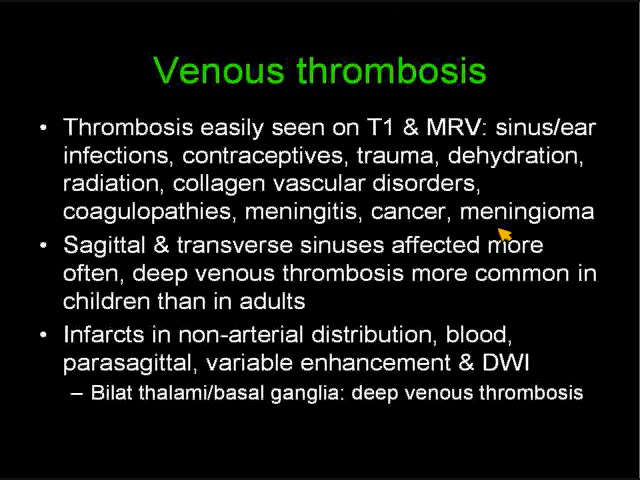 Venous thrombosis
• Thrombosis easily seen on T1 & MRV: sinus/ear
infections, contraceptives, trauma, dehydration,
radiation, collagen vascular disorders,
coagulopathies, meningitis, cancer, meningioma
• Sagittal & transverse sinuses affected more
often, deep venous thrombosis more common in
children than in adults
• Infarcts in non-arterial distribution, blood,
parasagittal, variable enhancement & DWI
– Bilat thalami/basal ganglia: deep venous thrombosis